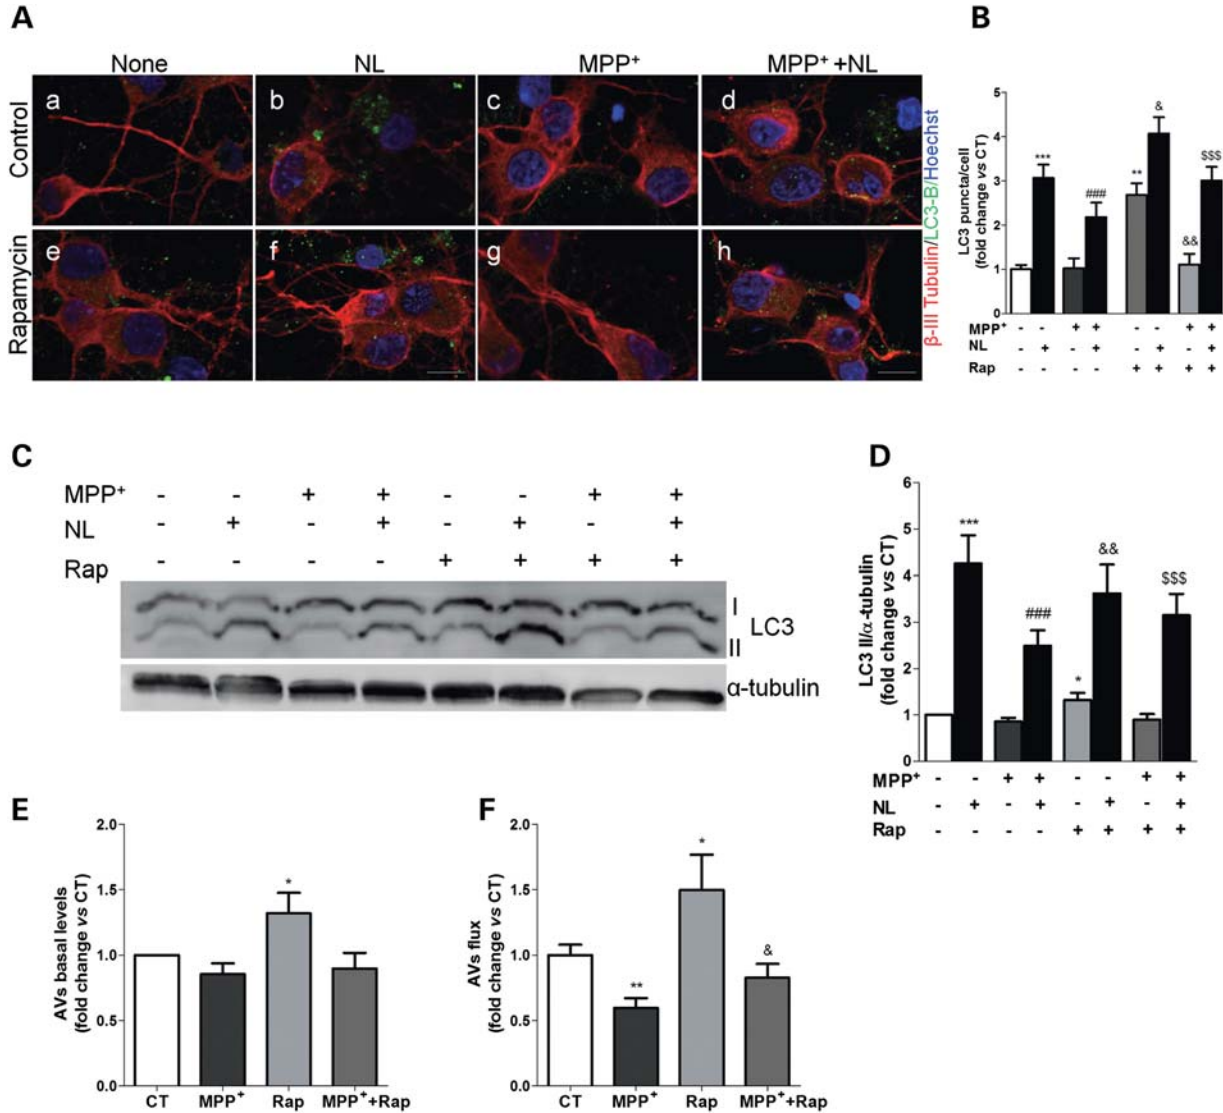 A
None NL MPP+ MPP+ +NL
Control
a b c d
Rapamycin
e f g h
β-III Tubulin/LC3-B/Hoechst
B
LC3 puncta/cell
(fold change vs CT)
5
4
3
2
1
0
*** ### ** & && $$$
MPP+ - - + + - - + +
NL - + - + - + - +
Rap - - - - + + + +
C
MPP+ - - + + - - + +
NL - + - + - + - +
Rap - - - - + + + +
I
LC3
II
α-tubulin
D
LC3 II/α-tubulin
(fold change vs CT)
6
5
4
3
2
1
0
*** ### * && $$$
MPP+ - - + + - - + +
NL - + - + - + - +
Rap - - - - + + + +
E
AVs basal levels
(fold change vs CT)
2.0
1.5
1.0
0.5
0.0
*
CT MPP+ Rap MPP++Rap
F
AVs flux
(fold change vs CT)
2.0
1.5
1.0
0.5
0.0
** * &
CT MPP+ Rap MPP++Rap